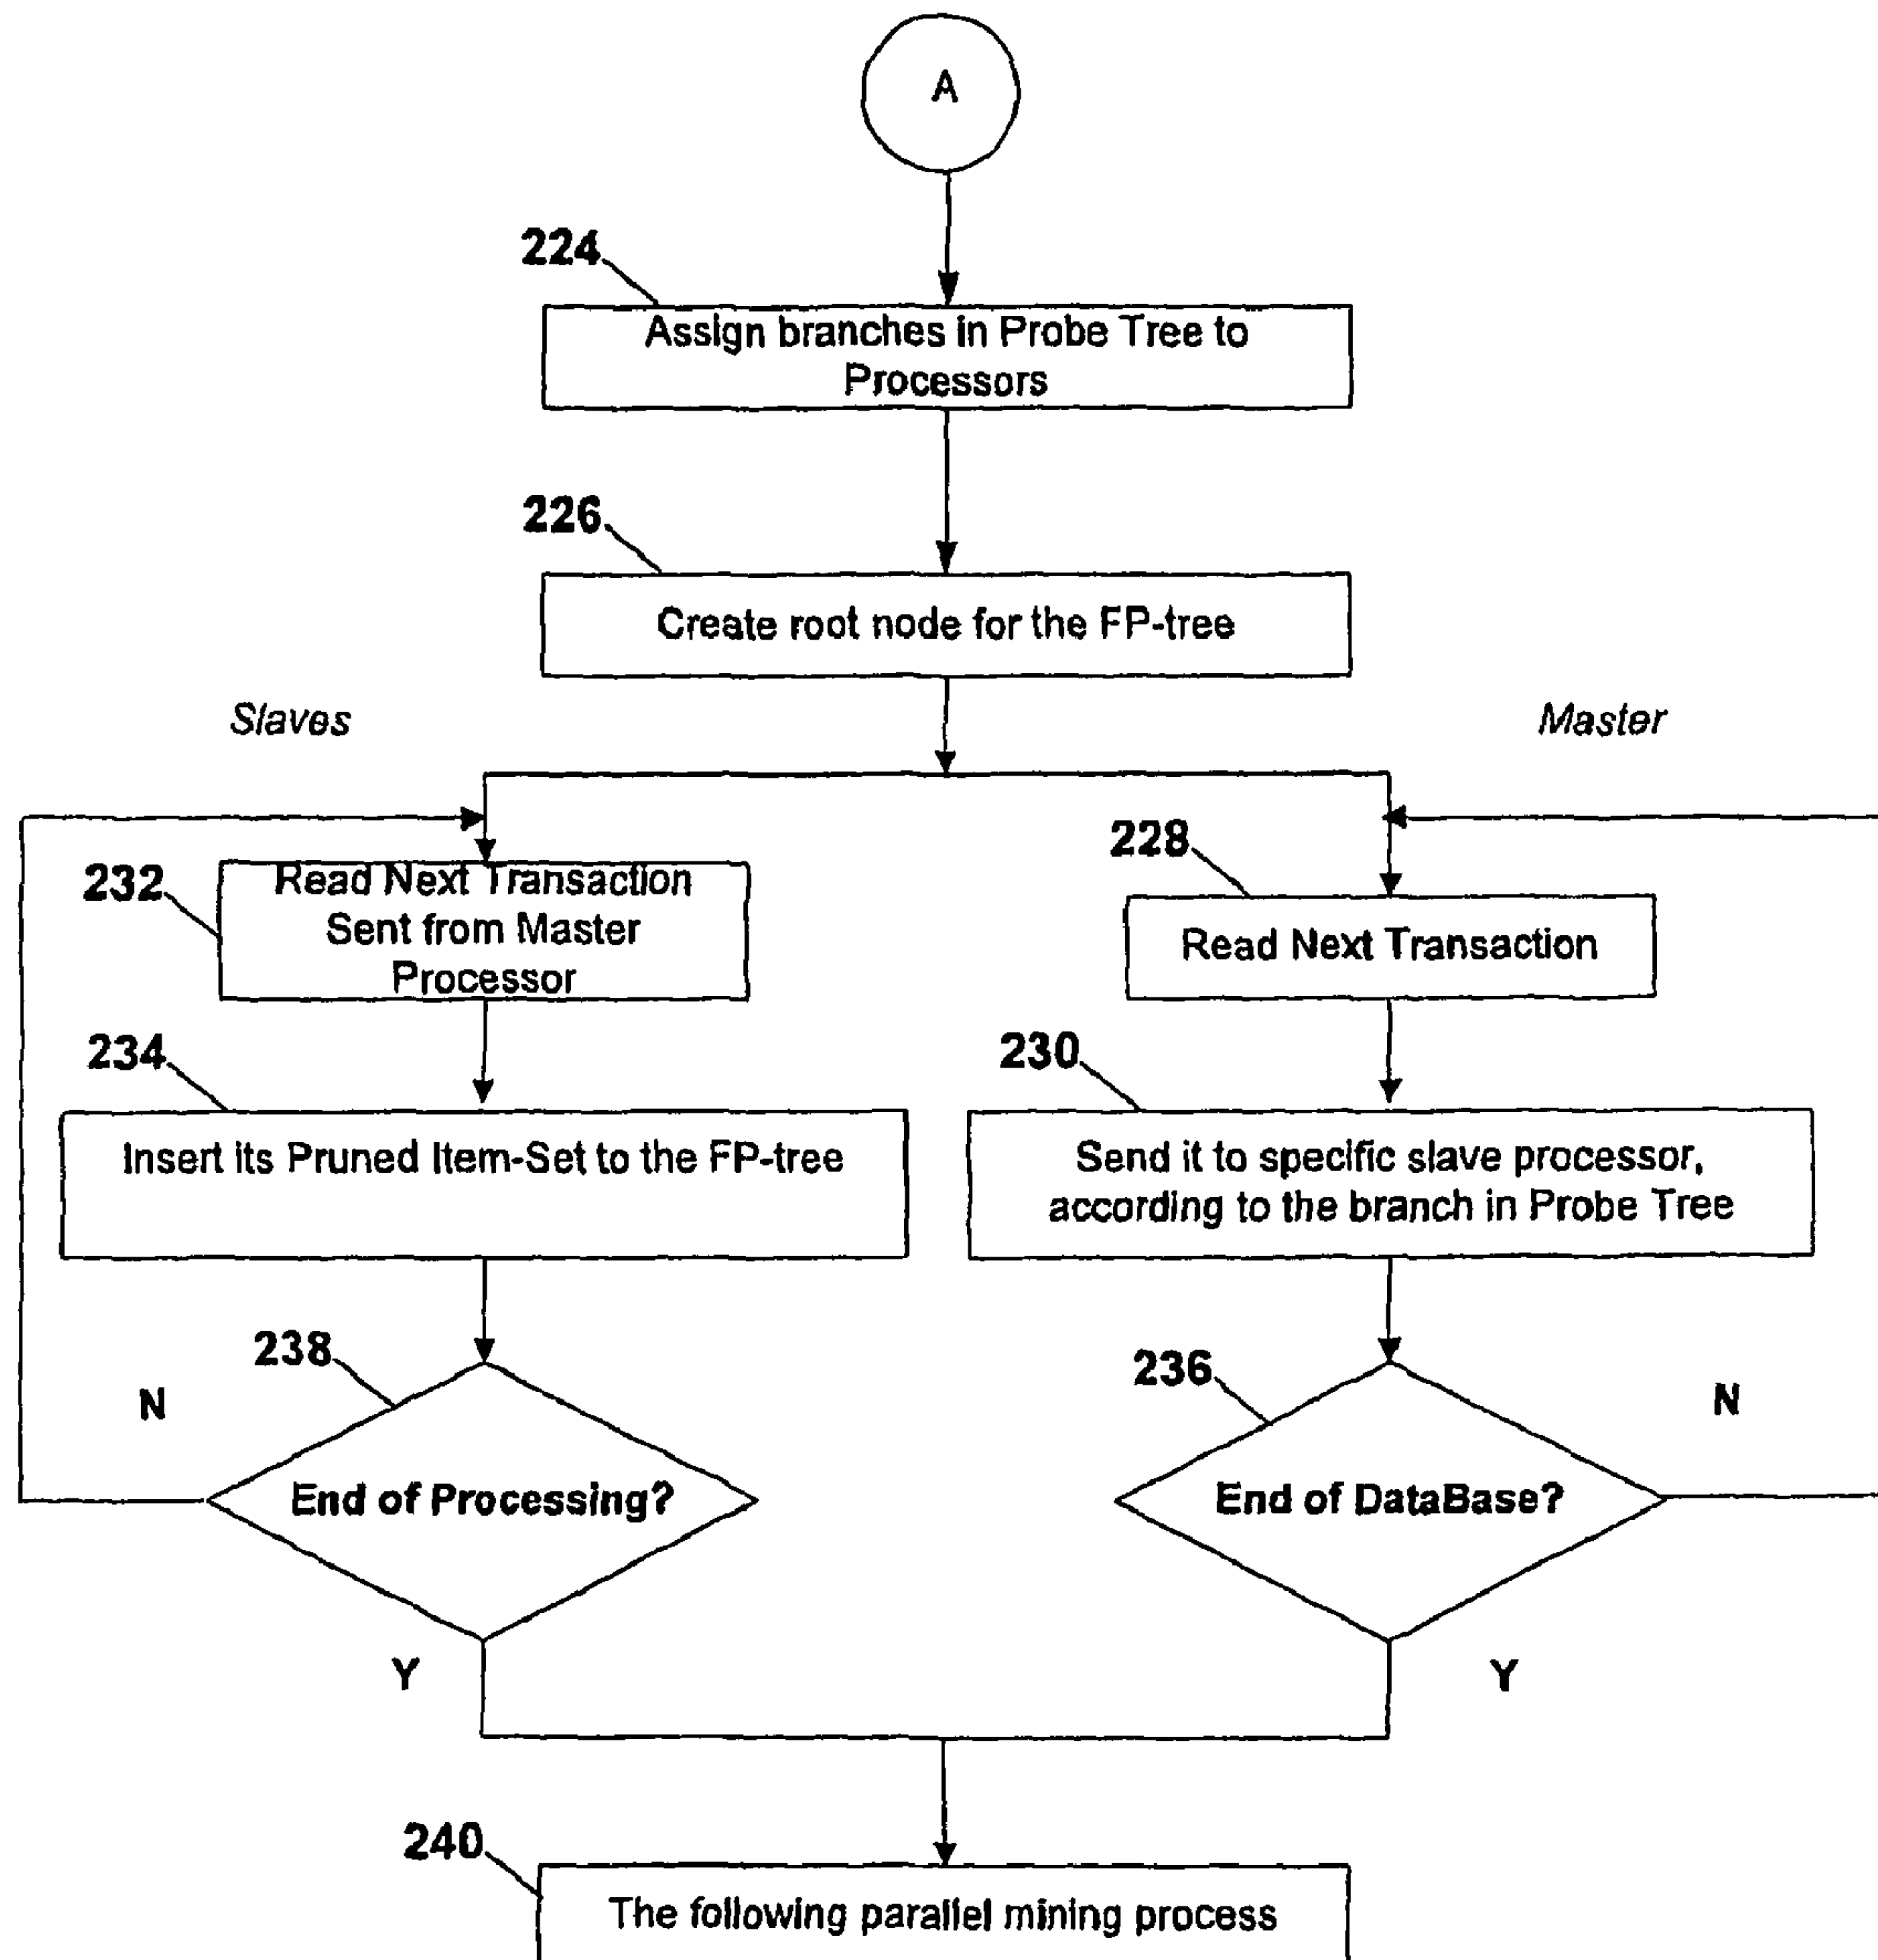 A
224
Assign branches in Probe Tree to
Processors
226
Create root node for the FP-tree
Slaves
Master
232
Read Next Transaction
Sent from Master
Processor
228
Read Next Transaction
234
Insert its Pruned Item-Set to the FP-tree
230
Send it to specific slave processor,
according to the branch in Probe Tree
238
N
End of Processing?
Y
236
N
End of DataBase?
Y
240
The following parallel mining process